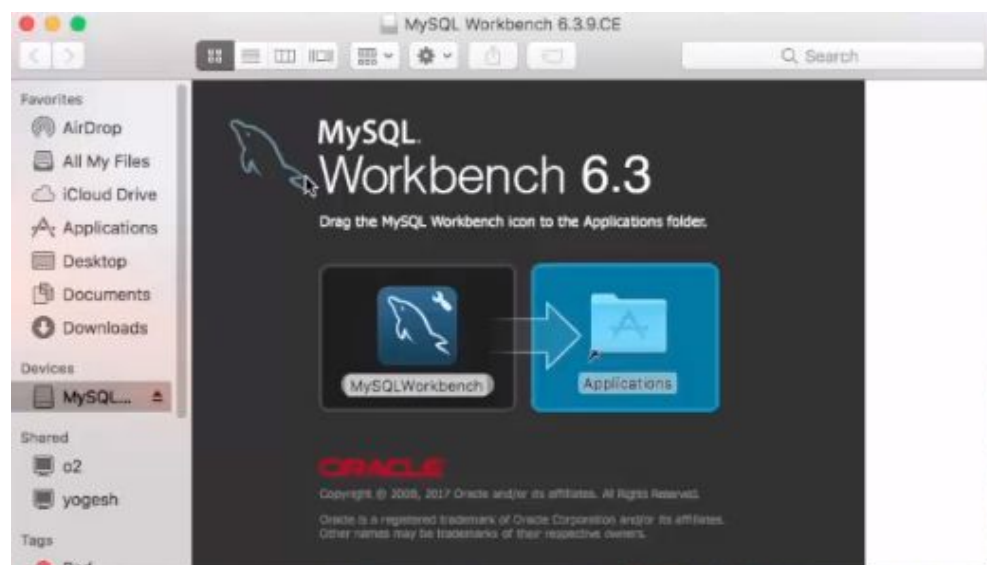 MySQL Workbench 6.3.9.CE
Search
Favorites
AirDrop
All My Files
iCloud Drive
Applications
Desktop
Documents
Downloads
Devices
MySQL...
Shared
o2
yogesh
Tags
MySQL.
Workbench 6.3
Drag the MySQL Workbench icon to the Applications folder.
MySQLWorkbench
Applications
ORACLE
Copyright © 2008, 2017 Oracle and/or its affiliates. All Rights Reserved.
Oracle is a registered trademark of Oracle Corporation and/or its affiliates.
Other names may be trademarks of their respective owners.